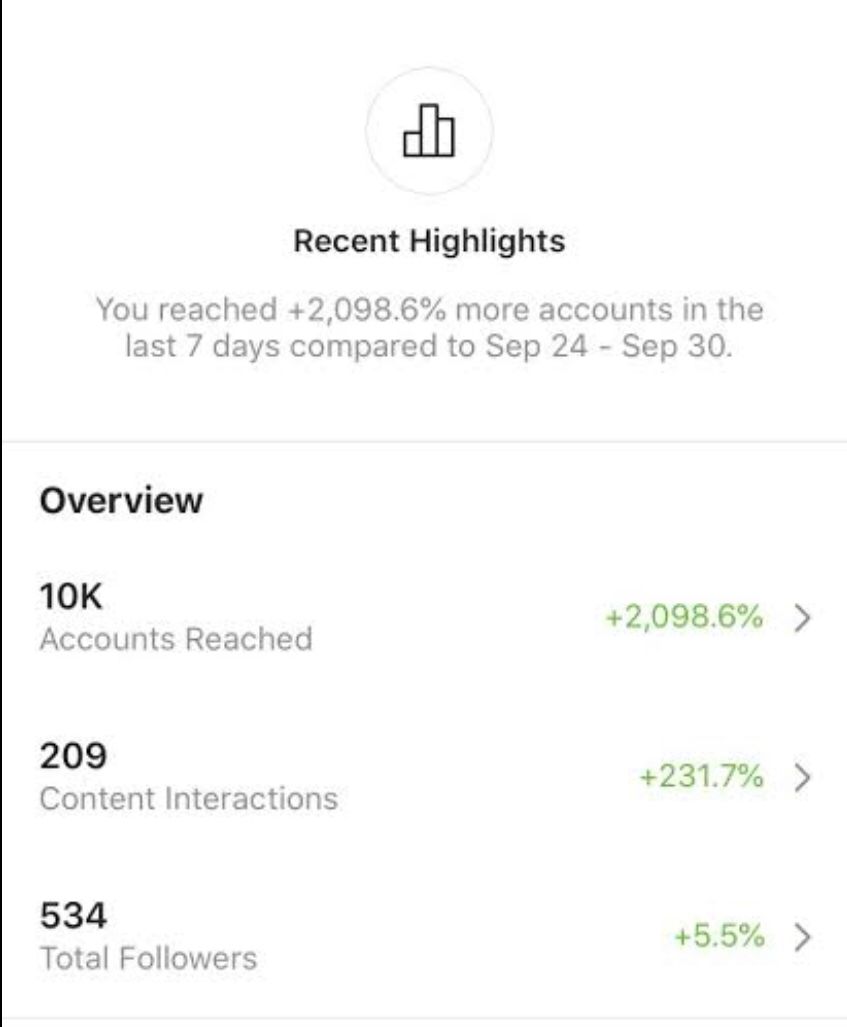 Recent Highlights
You reached +2,098.6% more accounts in the
last 7 days compared to Sep 24 - Sep 30.
Overview
10K
Accounts Reached
+2,098.6%
209
Content Interactions
+231.7%
534
Total Followers
+5.5%